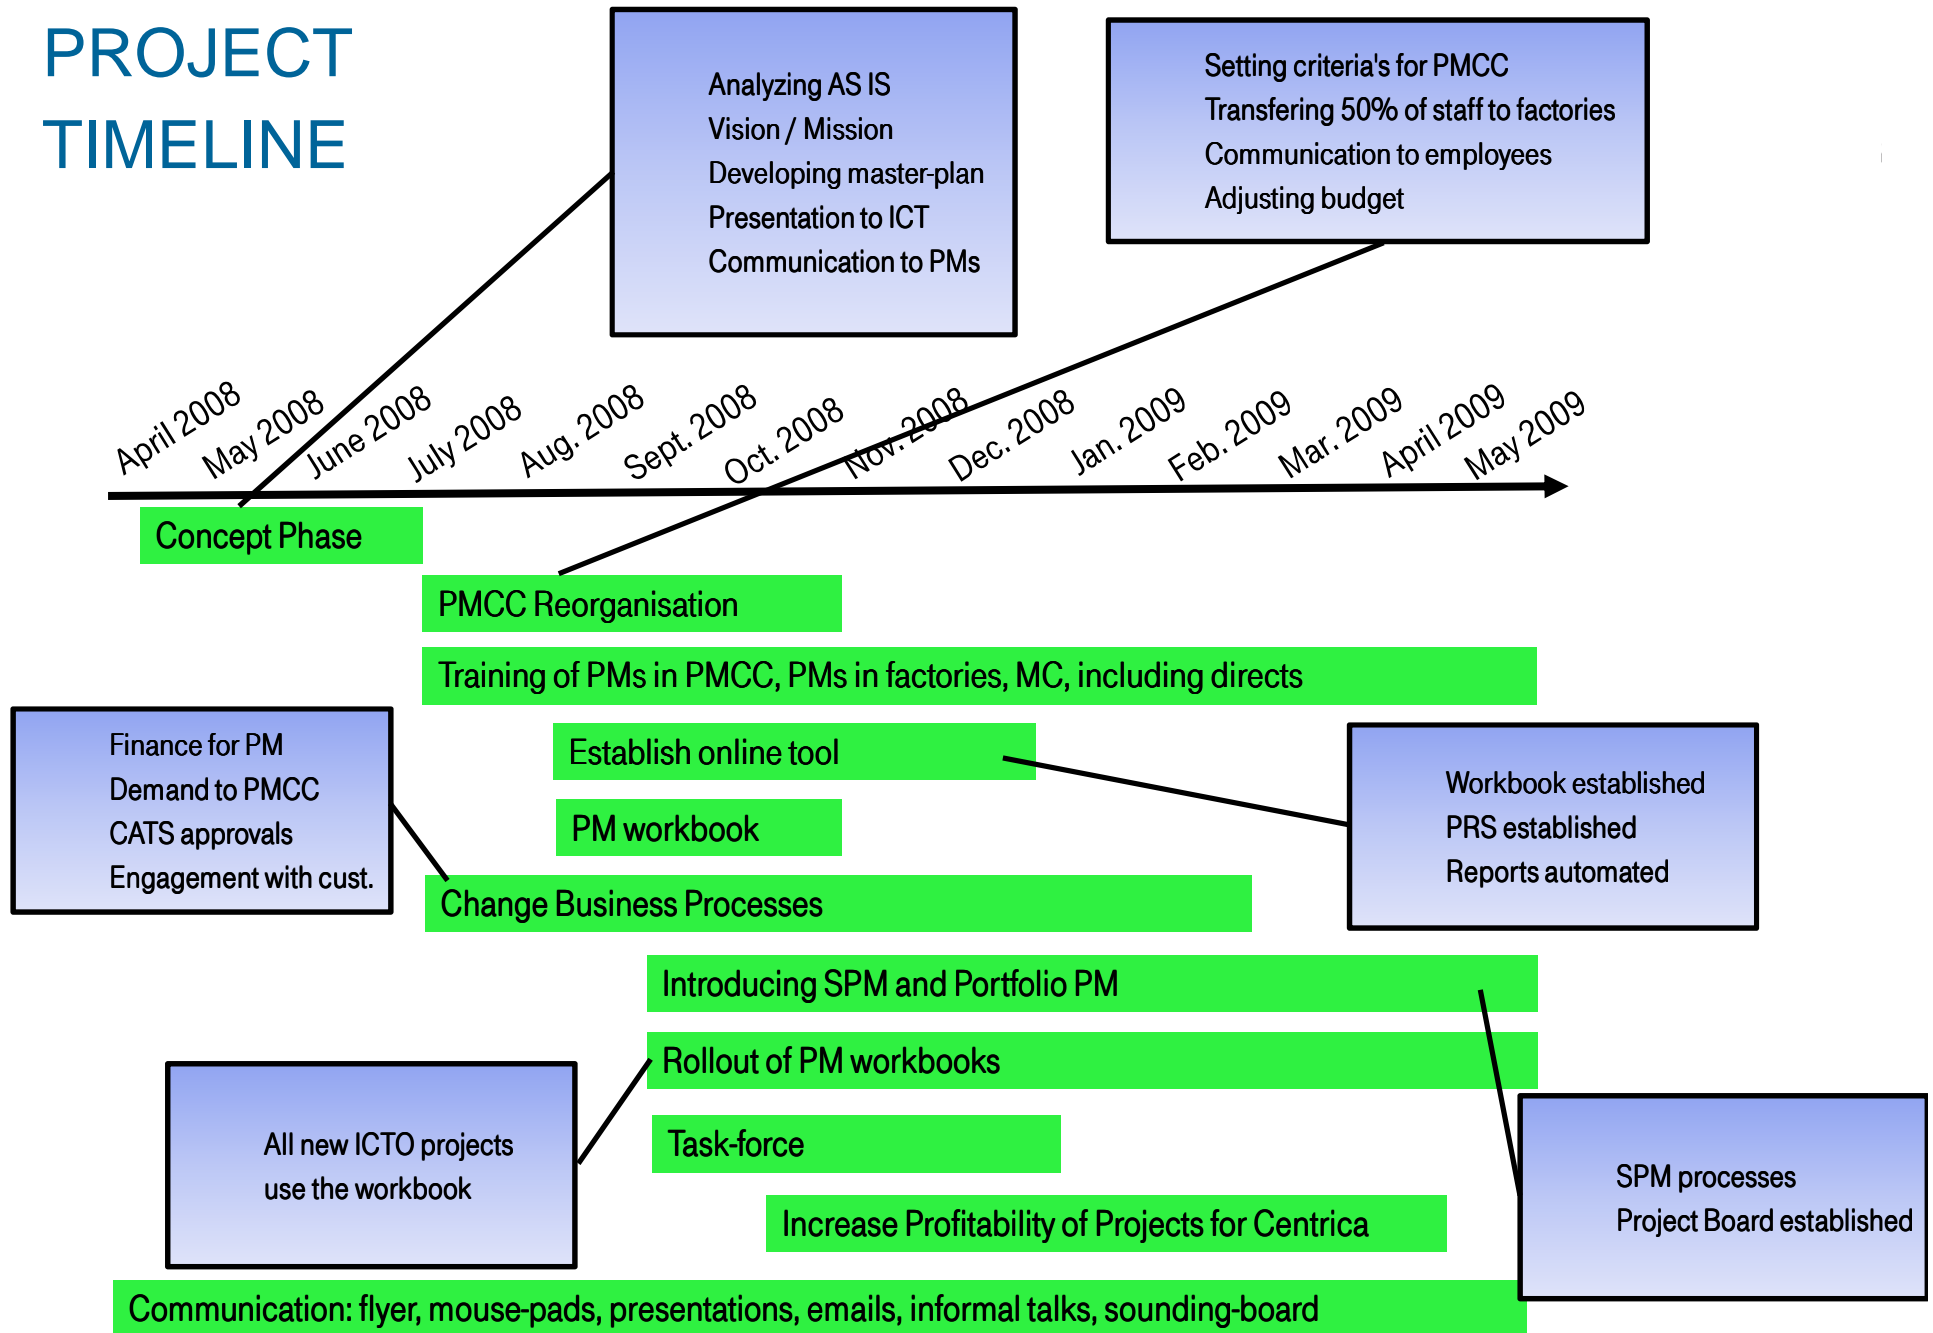 PROJECT
TIMELINE
Analyzing AS IS
Vision / Mission
Developing master-plan
Presentation to ICT
Communication to PMs
Setting criteria's for PMCC
Transfering 50% of staff to factories
Communication to employees
Adjusting budget
April 2008
May 2008
June 2008
July 2008
Aug. 2008
Sept. 2008
Oct. 2008
Nov. 2008
Dec. 2008
Jan. 2009
Feb. 2009
Mar. 2009
April 2009
May 2009
Concept Phase
PMCC Reorganisation
Training of PMs in PMCC, PMs in factories, MC, including directs
Finance for PM
Demand to PMCC
CATS approvals
Engagement with cust.
Establish online tool
PM workbook
Workbook established
PRS established
Reports automated
Change Business Processes
Introducing SPM and Portfolio PM
Rollout of PM workbooks
All new ICTO projects
use the workbook
Task-force
SPM processes
Project Board established
Increase Profitability of Projects for Centrica
Communication: flyer, mouse-pads, presentations, emails, informal talks, sounding-board